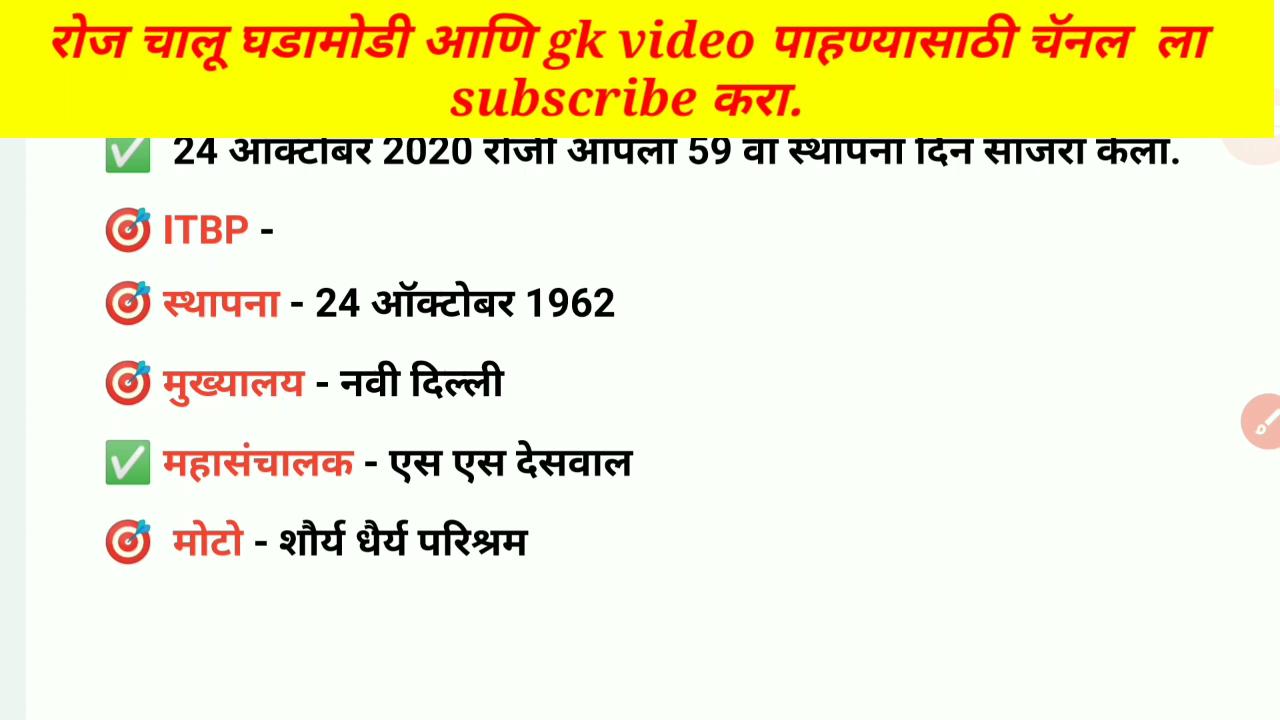 रोज चालू घडामोडी आणि gk video पाहण्यासाठी चॅनल ला
subscribe करा.
✅ 24 ऑक्टोबर 2020 रोजी आपला 59 वा स्थापना दिन साजरा केला.
🎯 ITBP -
🎯 स्थापना - 24 ऑक्टोबर 1962
🎯 मुख्यालय - नवी दिल्ली
✅ महासंचालक - एस एस देसवाल
🎯 मोटो - शौर्य धैर्य परिश्रम